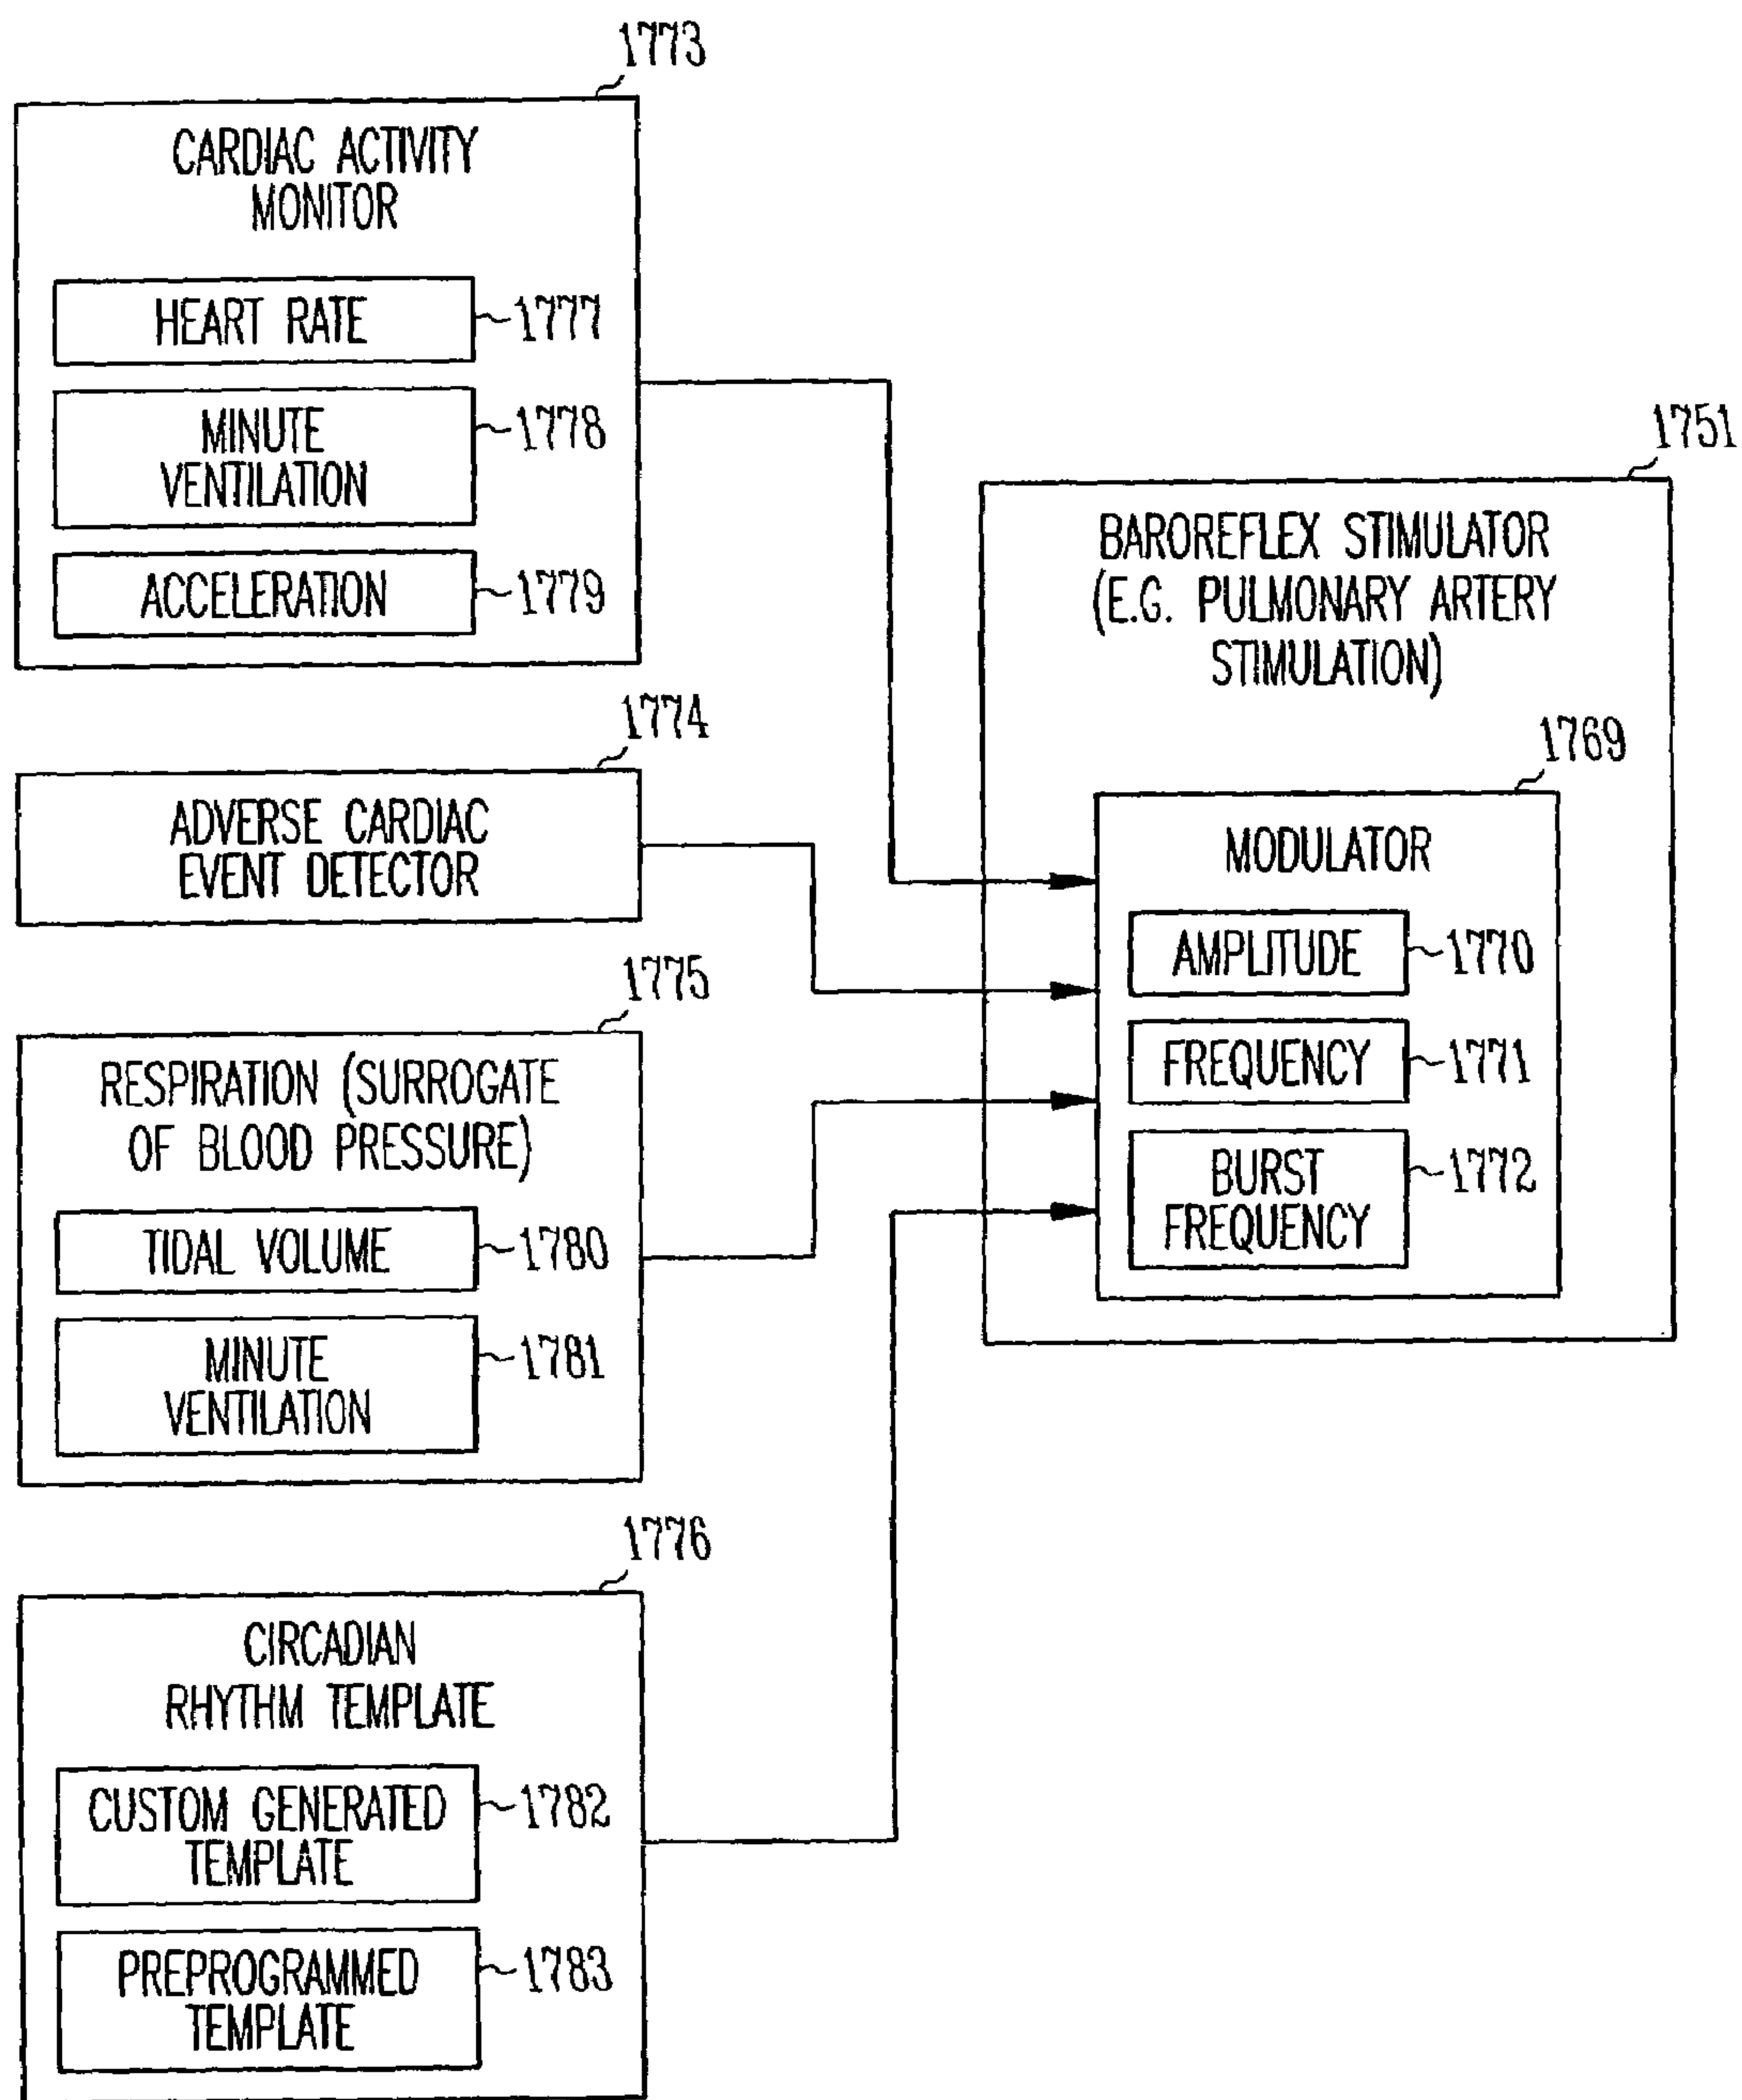 1773
CARDIAC ACTIVITY
MONITOR
HEART RATE
1777
MINUTE
VENTILATION
1778
ACCELERATION
1779
1774
ADVERSE CARDIAC
EVENT DETECTOR
1775
RESPIRATION (SURROGATE
OF BLOOD PRESSURE)
TIDAL VOLUME
1780
MINUTE
VENTILATION
1781
1776
CIRCADIAN
RHYTHM TEMPLATE
CUSTOM GENERATED
TEMPLATE
1782
PREPROGRAMMED
TEMPLATE
1783
1751
BAROREFLEX STIMULATOR
(E.G. PULMONARY ARTERY
STIMULATION)
1769
MODULATOR
AMPLITUDE
1770
FREQUENCY
1771
BURST
FREQUENCY
1772